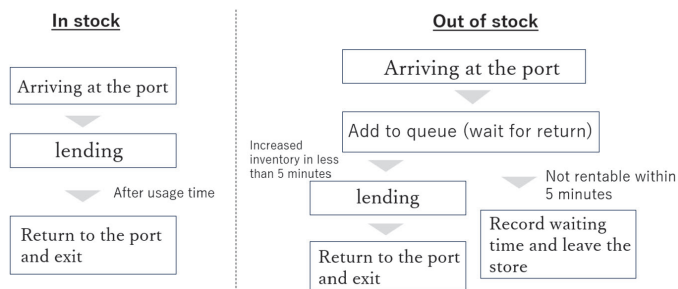 In stock
Arriving at the port
lending
After usage time
Return to the port
and exit
Out of stock
Arriving at the port
Add to queue (wait for return)
Increased
inventory in less
than 5 minutes
lending
Return to the port
and exit
Not rentable within
5 minutes
Record waiting
time and leave the
store